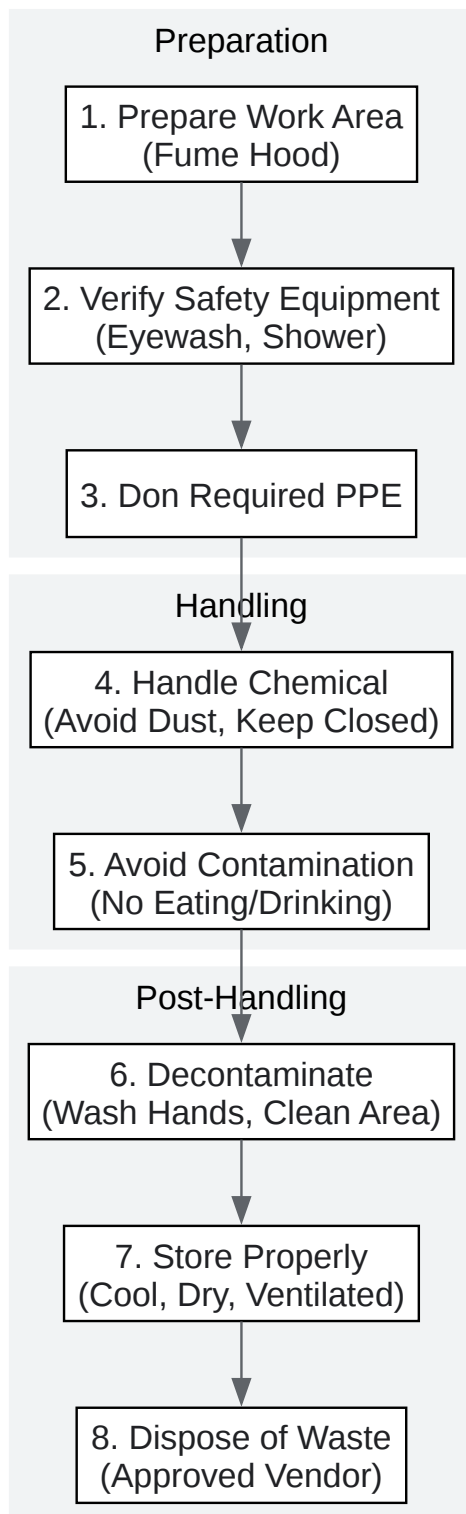 Preparation
1. Prepare Work Area
(Fume Hood)
2. Verify Safety Equipment
(Eyewash, Shower)
3. Don Required PPE
Handling
4. Handle Chemical
(Avoid Dust, Keep Closed)
5. Avoid Contamination
(No Eating/Drinking)
Post-Handling
6. Decontaminate
(Wash Hands, Clean Area)
7. Store Properly
(Cool, Dry, Ventilated)
8. Dispose of Waste
(Approved Vendor)